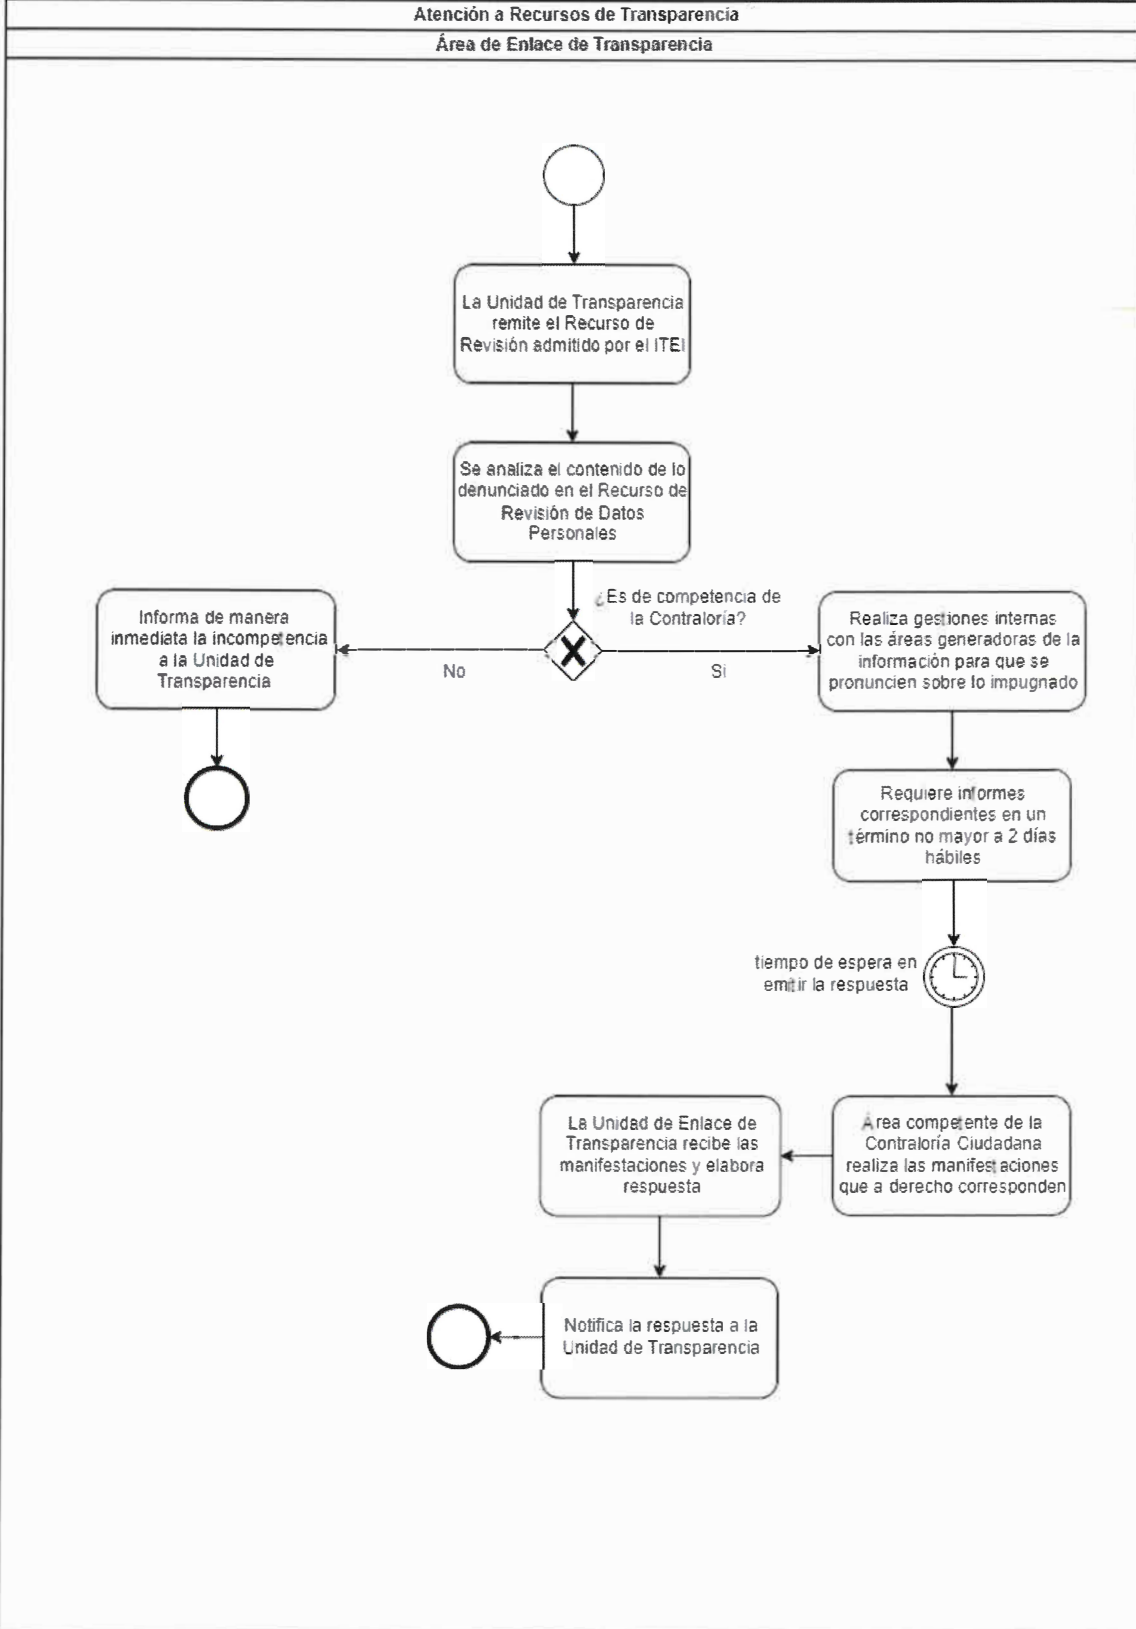 Atención a Recursos de Transparencia
Área de Enlace de Transparencia
La Unidad de Transparencia
remite el Recurso de
Revisión admitido por el ITEI
Se analiza el contenido de lo
denunciado en el Recurso de
Revisión de Datos
Personales
¿Es de competencia de
la Contraloría?
No
Si
Informa de manera
inmediata la incompetencia
a la Unidad de
Transparencia
Realiza gestiones internas
con las áreas generadoras de la
información para que se
pronuncien sobre lo impugnado
Requiere informes
correspondientes en un
término no mayor a 2 días
hábiles
tiempo de espera en
emitir la respuesta
Área competente de la
Contraloría Ciudadana
realiza las manifestaciones
que a derecho corresponden
La Unidad de Enlace de
Transparencia recibe las
manifestaciones y elabora
respuesta
Notifica la respuesta a la
Unidad de Transparencia